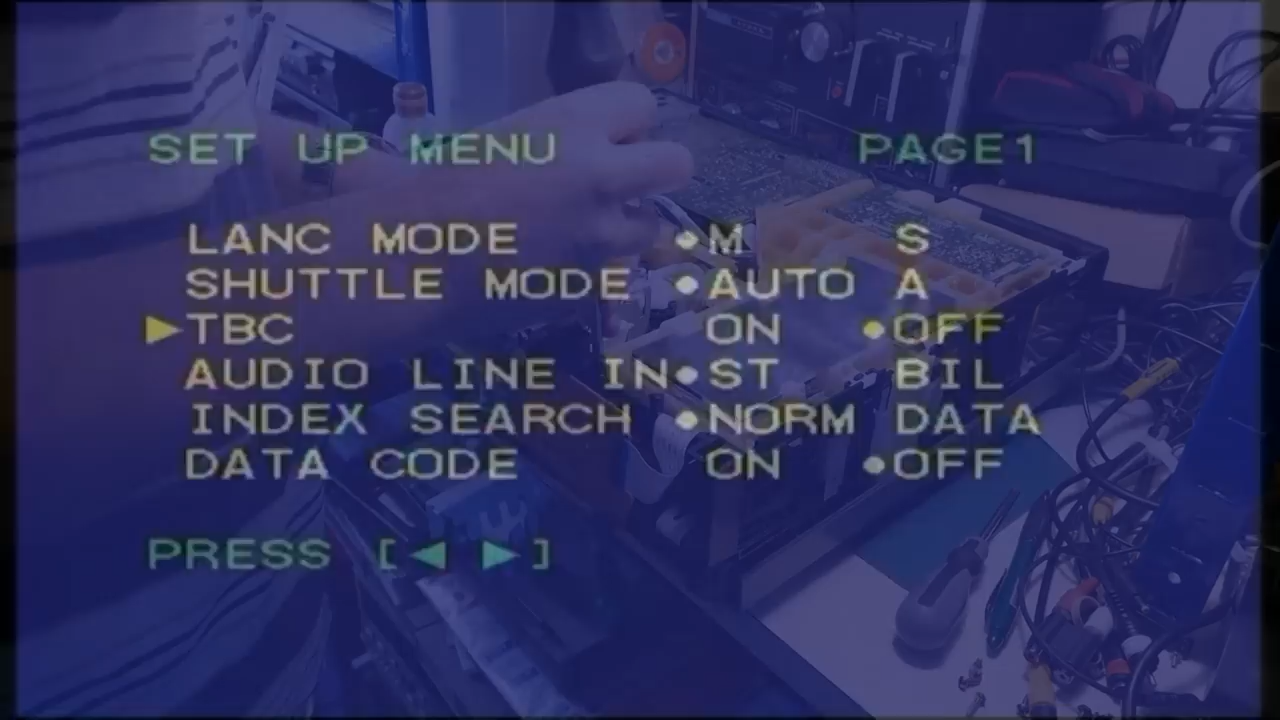 SET UP MENU PAGE1
LANC MODE ●M S
SHUTTLE MODE ●AUTO A
▶TBC ON ●OFF
AUDIO LINE IN●ST BIL
INDEX SEARCH ●NORM DATA
DATA CODE ON ●OFF
PRESS [◀ ▶]